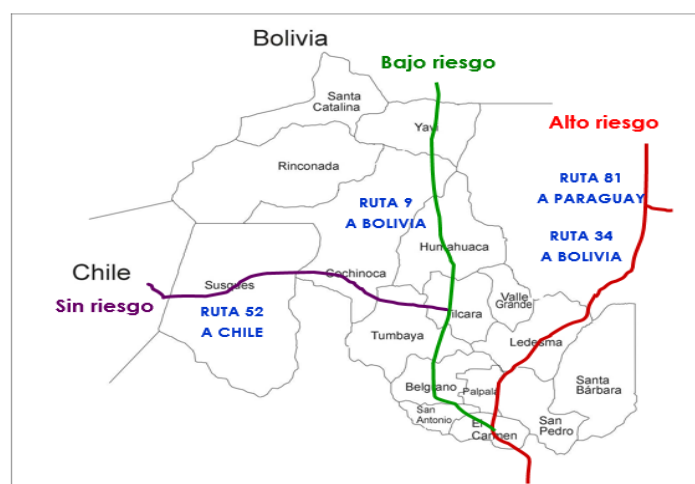 Bolivia
Bajo riesgo
Santa
Catalina
Yavi
Alto riesgo
Rinconada
RUTA 81
A PARAGUAY
RUTA 9
A BOLIVIA
RUTA 34
A BOLIVIA
Humahuaca
Chile
Susques
Cochinoca
Sin riesgo
RUTA 52
A CHILE
Tilcara
Valle
Grande
Tumbaya
Ledesma
Santa
Bárbara
Belgrano
Palpala
San
Antonio
El
Carmen
San
Pedro